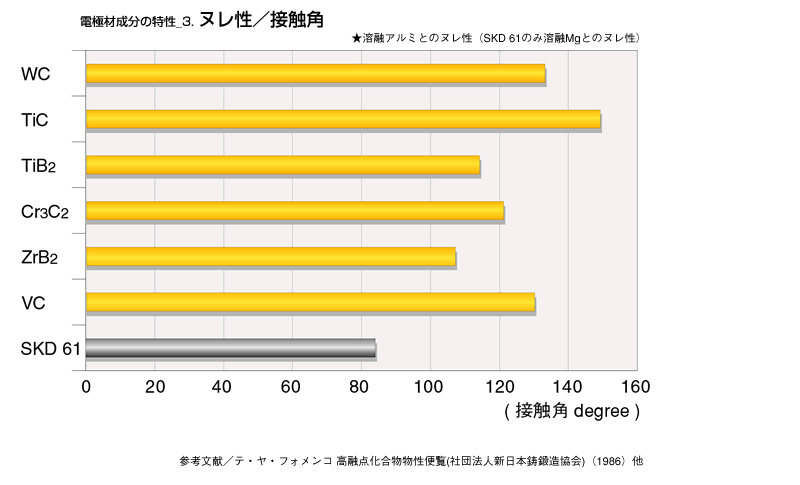 電極材成分の特性_3. ヌレ性／接触角
★溶融アルミとのヌレ性（SKD 61のみ溶融Mgとのヌレ性）
WC
TiC
TiB2
Cr3C2
ZrB2
VC
SKD 61
0 20 40 60 80 100 120 140 160
( 接触角 degree )
参考文献／テ・ヤ・フォメンコ 高融点化合物物性便覧(社団法人新日本鋳鍛造協会)（1986）他